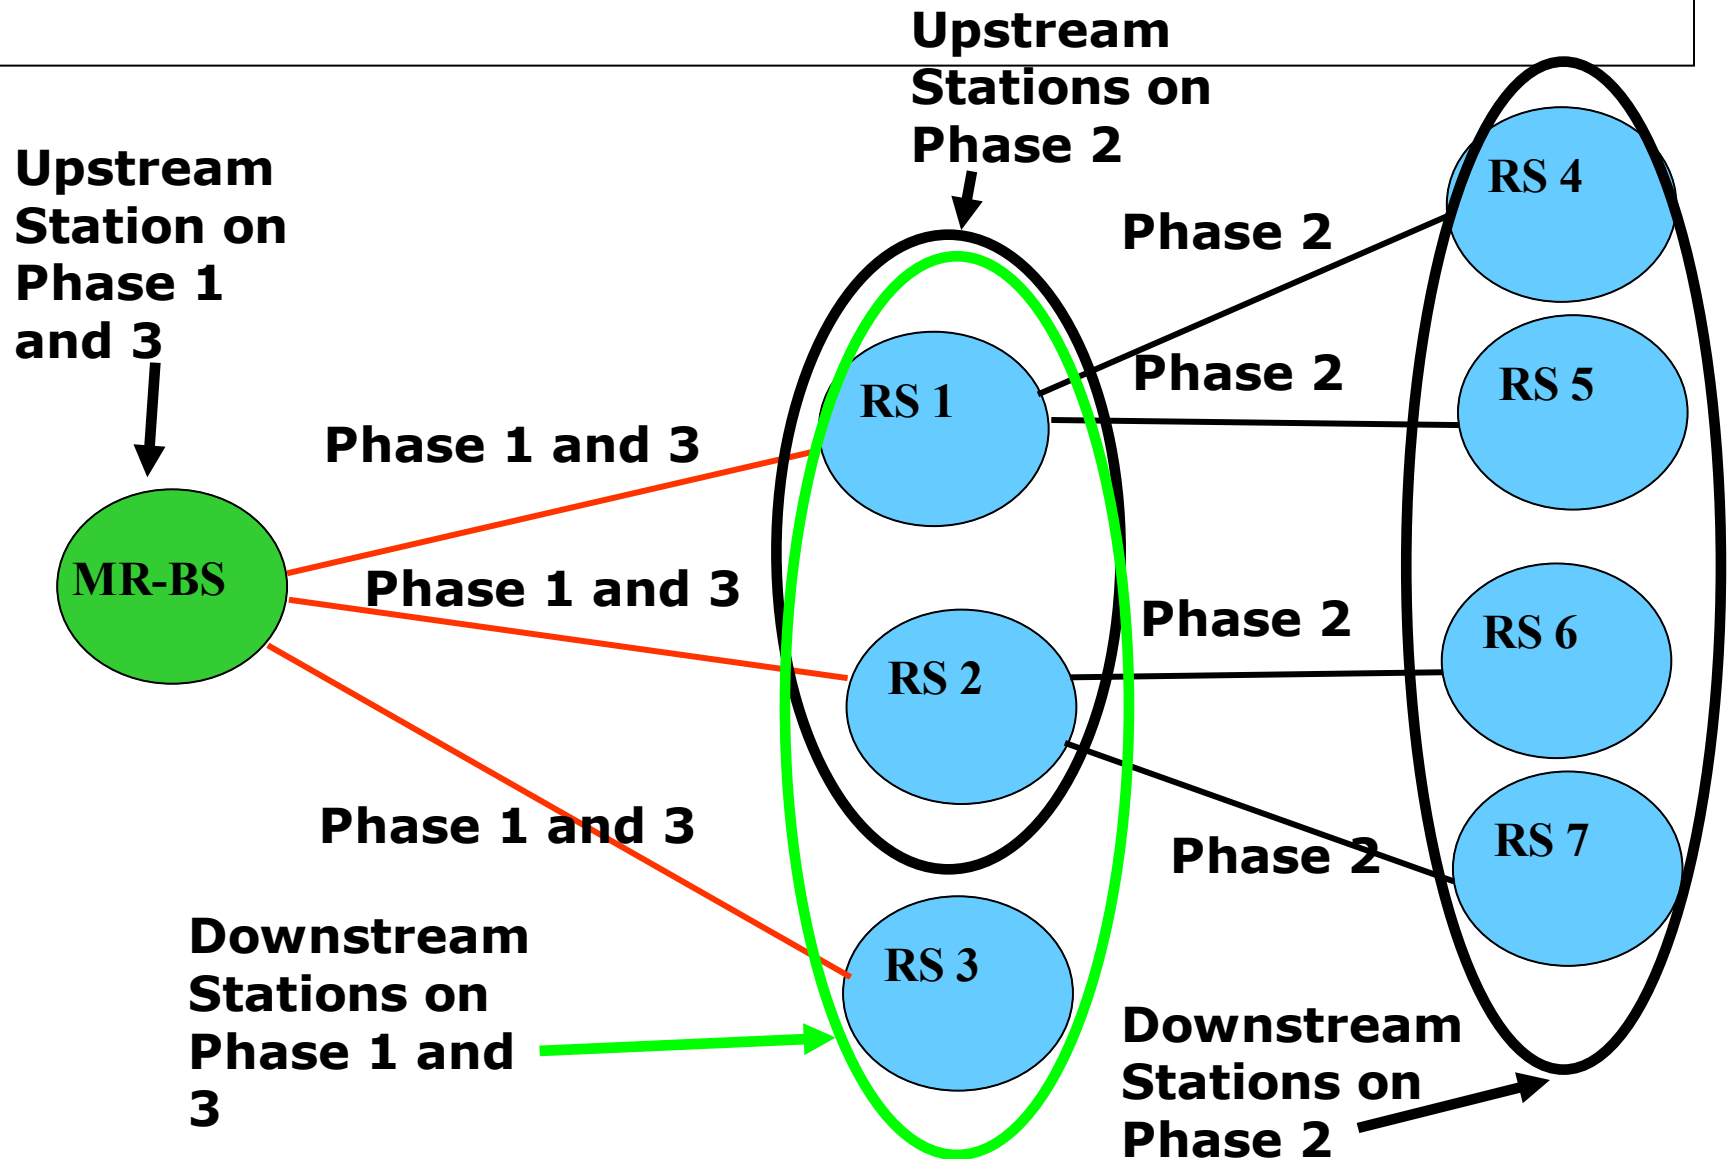 Upstream
Stations on
Phase 2
Upstream
Station on
Phase 1
and 3
RS 4
Phase 2
Phase 2
RS 5
RS 1
Phase 1 and 3
MR-BS
Phase 1 and 3
Phase 2
RS 6
RS 2
Phase 1 and 3
Phase 2
RS 7
Downstream
Stations on
Phase 1 and
3
RS 3
Downstream
Stations on
Phase 2